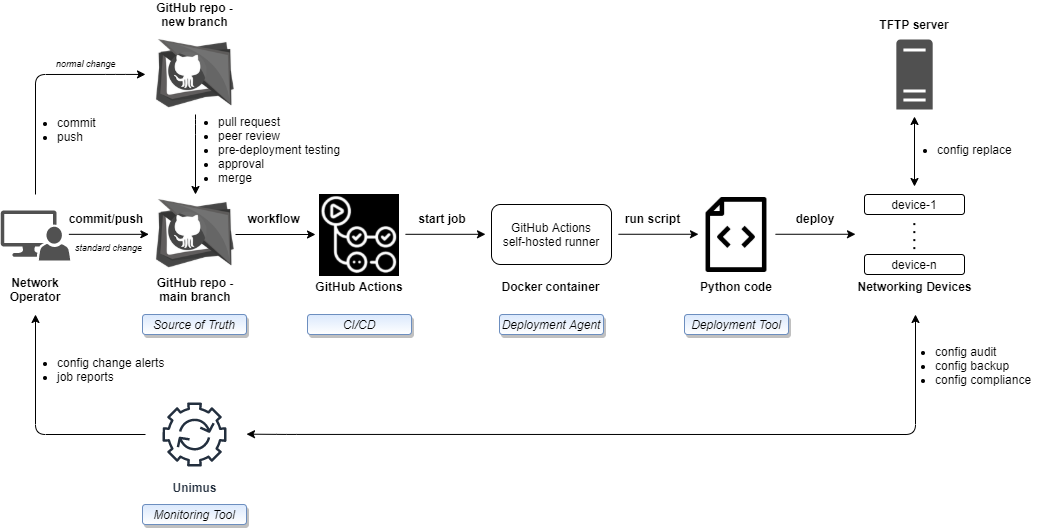 GitHub repo -
new branch
TFTP server
normal change
• commit
• push
• pull request
• peer review
• pre-deployment testing
• approval
• merge
• config replace
commit/push
standard change
workflow
start job
GitHub Actions
self-hosted runner
run script
deploy
device-1
device-n
Network
Operator
GitHub repo -
main branch
GitHub Actions
Docker container
Python code
Networking Devices
Source of Truth
CI/CD
Deployment Agent
Deployment Tool
• config change alerts
• job reports
• config audit
• config backup
• config compliance
Unimus
Monitoring Tool